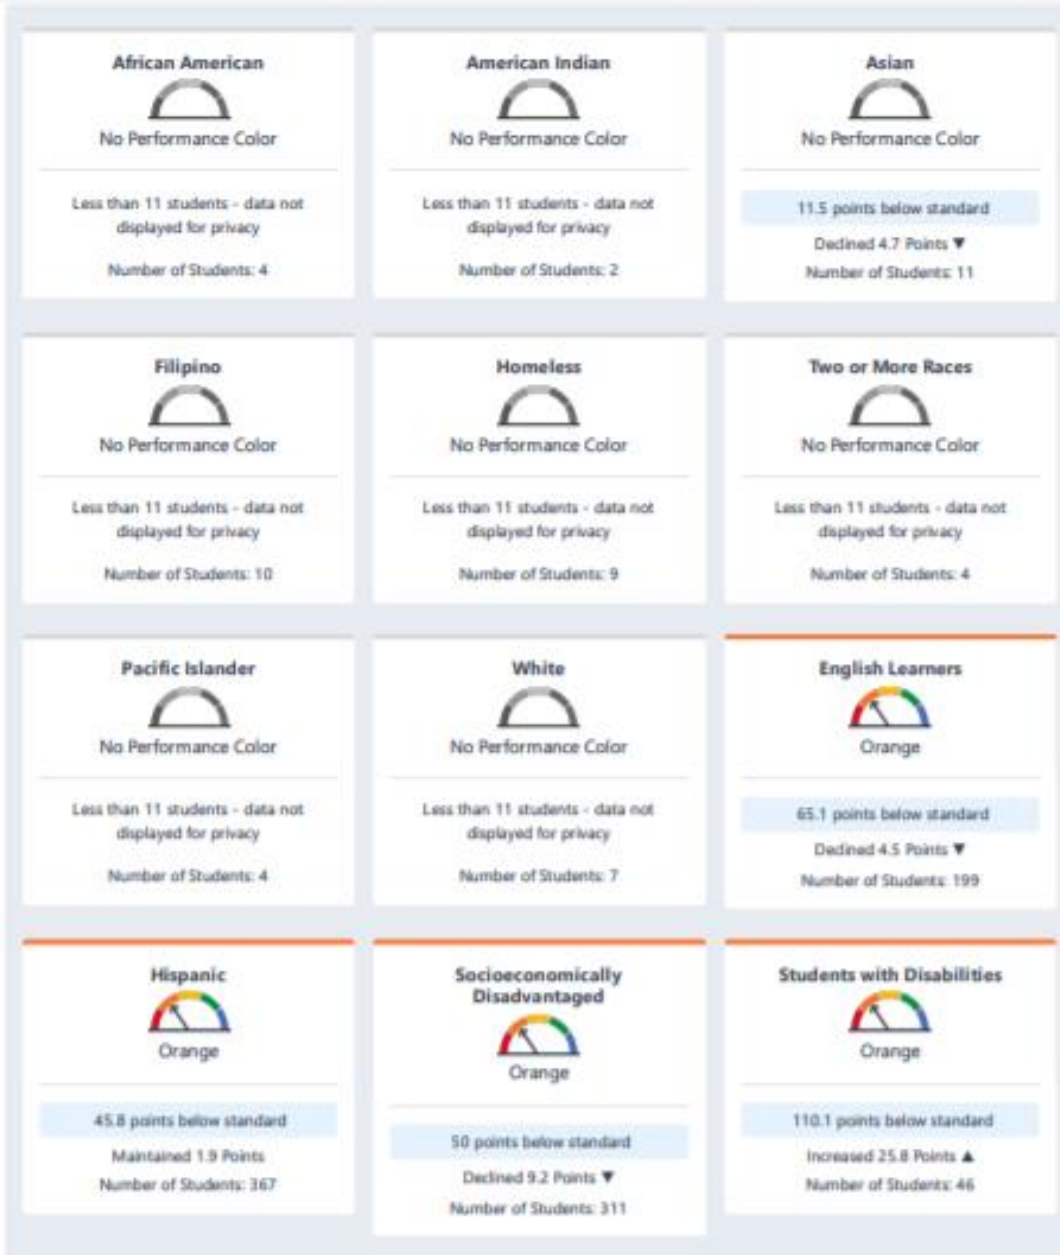 African American
No Performance Color
Less than 11 students - data not
displayed for privacy
Number of Students: 4
American Indian
No Performance Color
Less than 11 students - data not
displayed for privacy
Number of Students: 2
Asian
No Performance Color
11.5 points below standard
Declined 4.7 Points ▼
Number of Students: 11
Filipino
No Performance Color
Less than 11 students - data not
displayed for privacy
Number of Students: 10
Homeless
No Performance Color
Less than 11 students - data not
displayed for privacy
Number of Students: 9
Two or More Races
No Performance Color
Less than 11 students - data not
displayed for privacy
Number of Students: 4
Pacific Islander
No Performance Color
Less than 11 students - data not
displayed for privacy
Number of Students: 4
White
No Performance Color
Less than 11 students - data not
displayed for privacy
Number of Students: 7
English Learners
Orange
65.1 points below standard
Declined 4.5 Points ▼
Number of Students: 199
Hispanic
Orange
45.8 points below standard
Maintained 1.9 Points
Number of Students: 367
Socioeconomically
Disadvantaged
Orange
50 points below standard
Declined 9.2 Points ▼
Number of Students: 311
Students with Disabilities
Orange
110.1 points below standard
Increased 25.8 Points ▲
Number of Students: 46